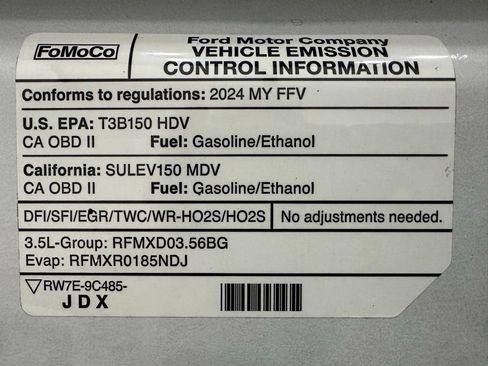 FoMoCo
Ford Motor Company
VEHICLE EMISSION
CONTROL INFORMATION
Conforms to regulations: 2024 MY FFV
U.S. EPA: T3B150 HDV
CA OBD II Fuel: Gasoline/Ethanol
California: SULEV150 MDV
CA OBD II Fuel: Gasoline/Ethanol
DFI/SFI/EGR/TWC/WR-HO2S/HO2S No adjustments needed.
3.5L-Group: RFMXD03.56BG
Evap: RFMXR0185NDJ
RW7E-9C485-
JDX